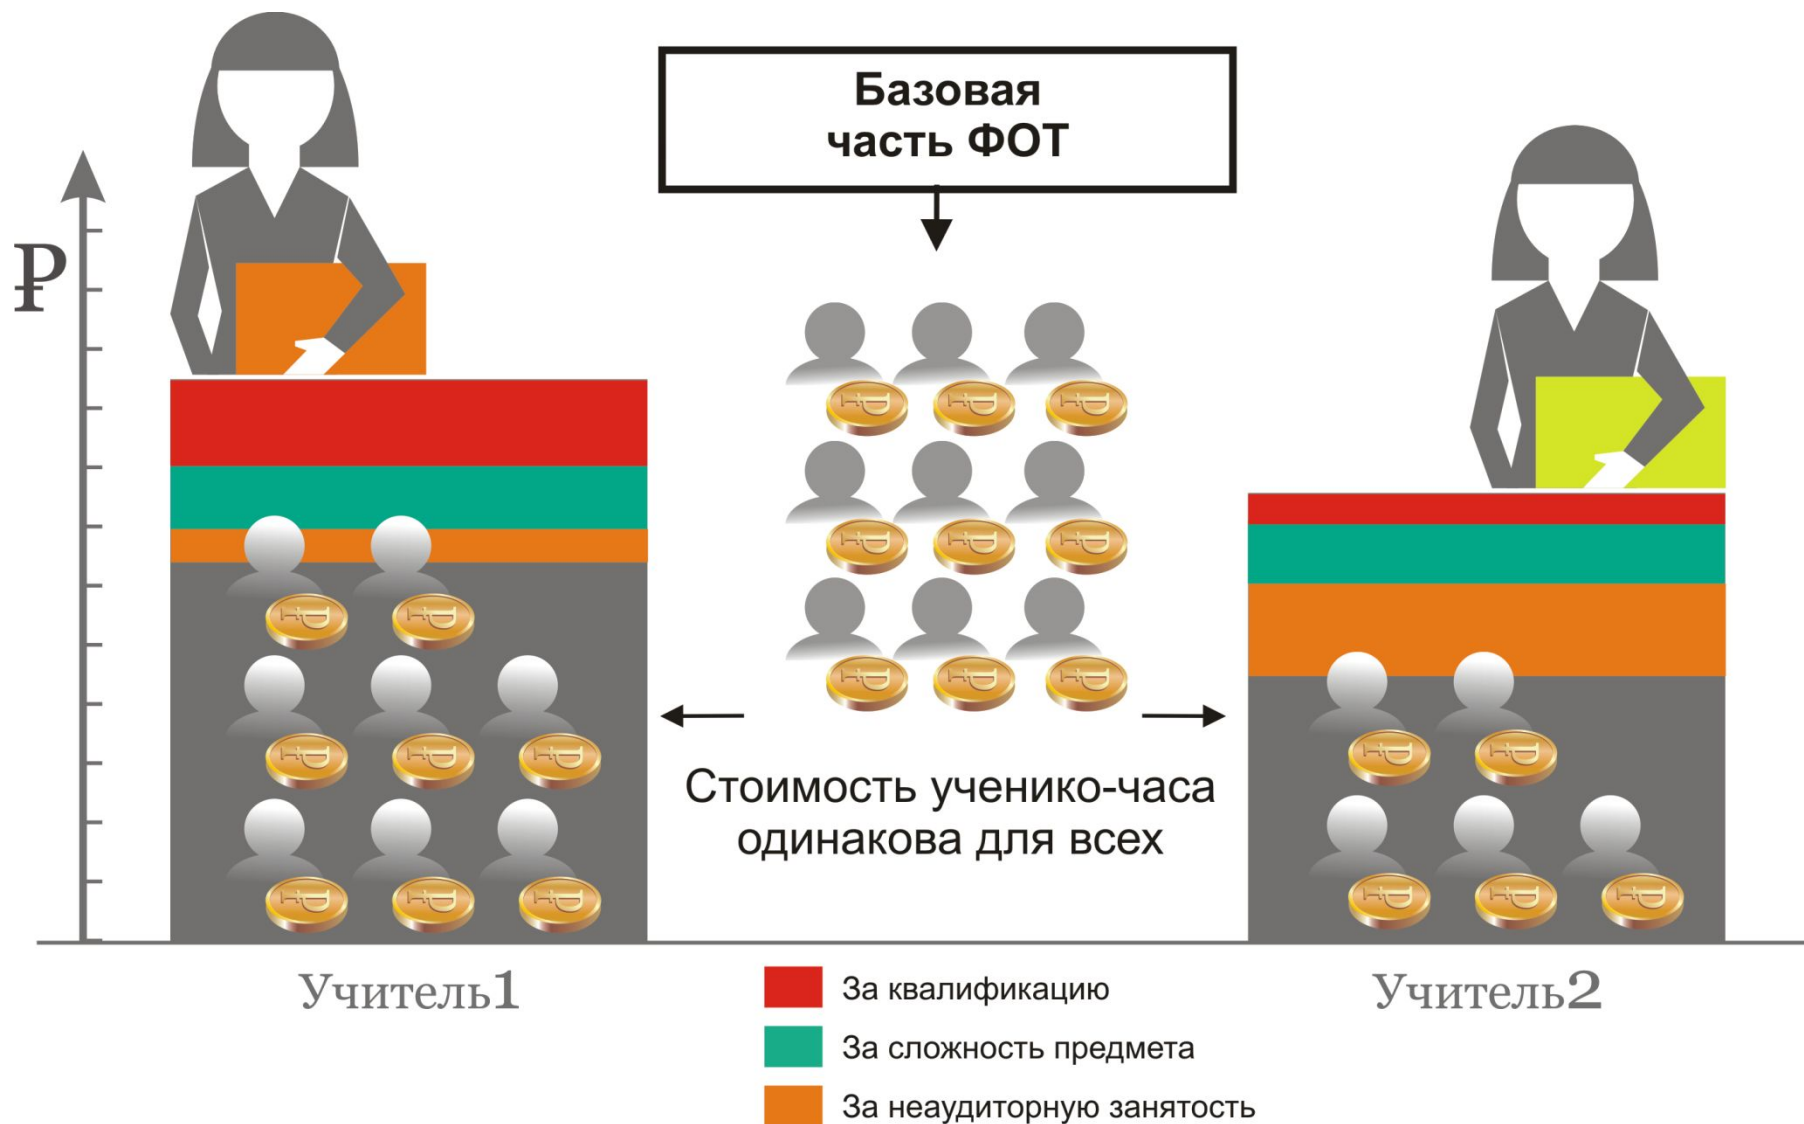 Базовая
часть ФОТ
₽
Стоимость ученико-часа
одинакова для всех
Учитель1
Учитель2
За квалификацию
За сложность предмета
За неаудиторную занятость